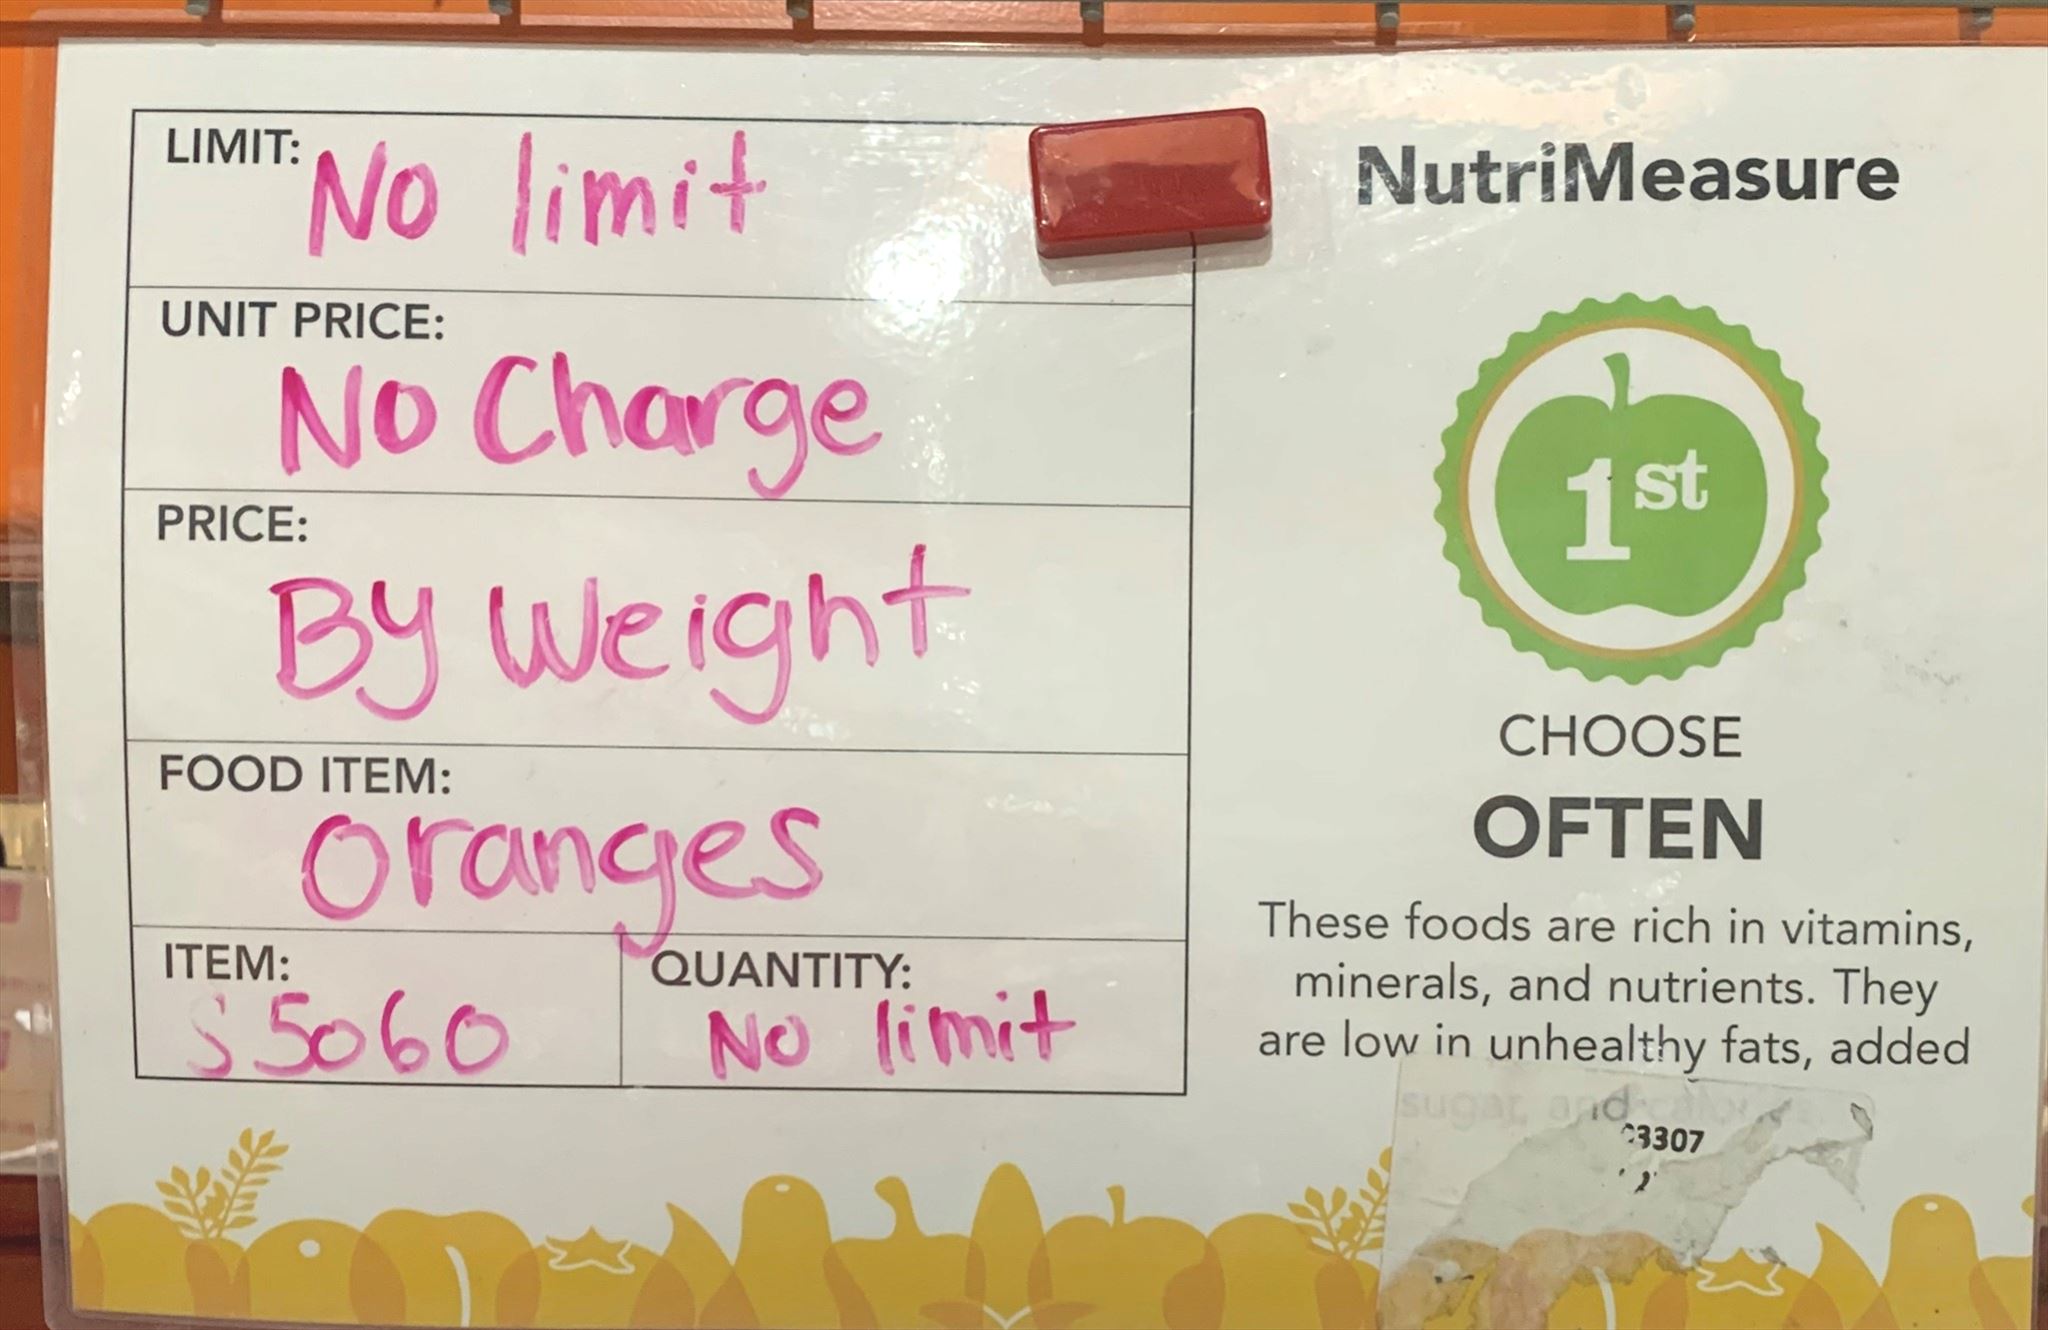 LIMIT: No limit
UNIT PRICE:
No Charge
PRICE:
By Weight
FOOD ITEM:
Oranges
ITEM:
S5060
QUANTITY:
No limit
NutriMeasure
1st
CHOOSE
OFTEN
These foods are rich in vitamins,
minerals, and nutrients. They
are low in unhealthy fats, added
sugar, and
3307